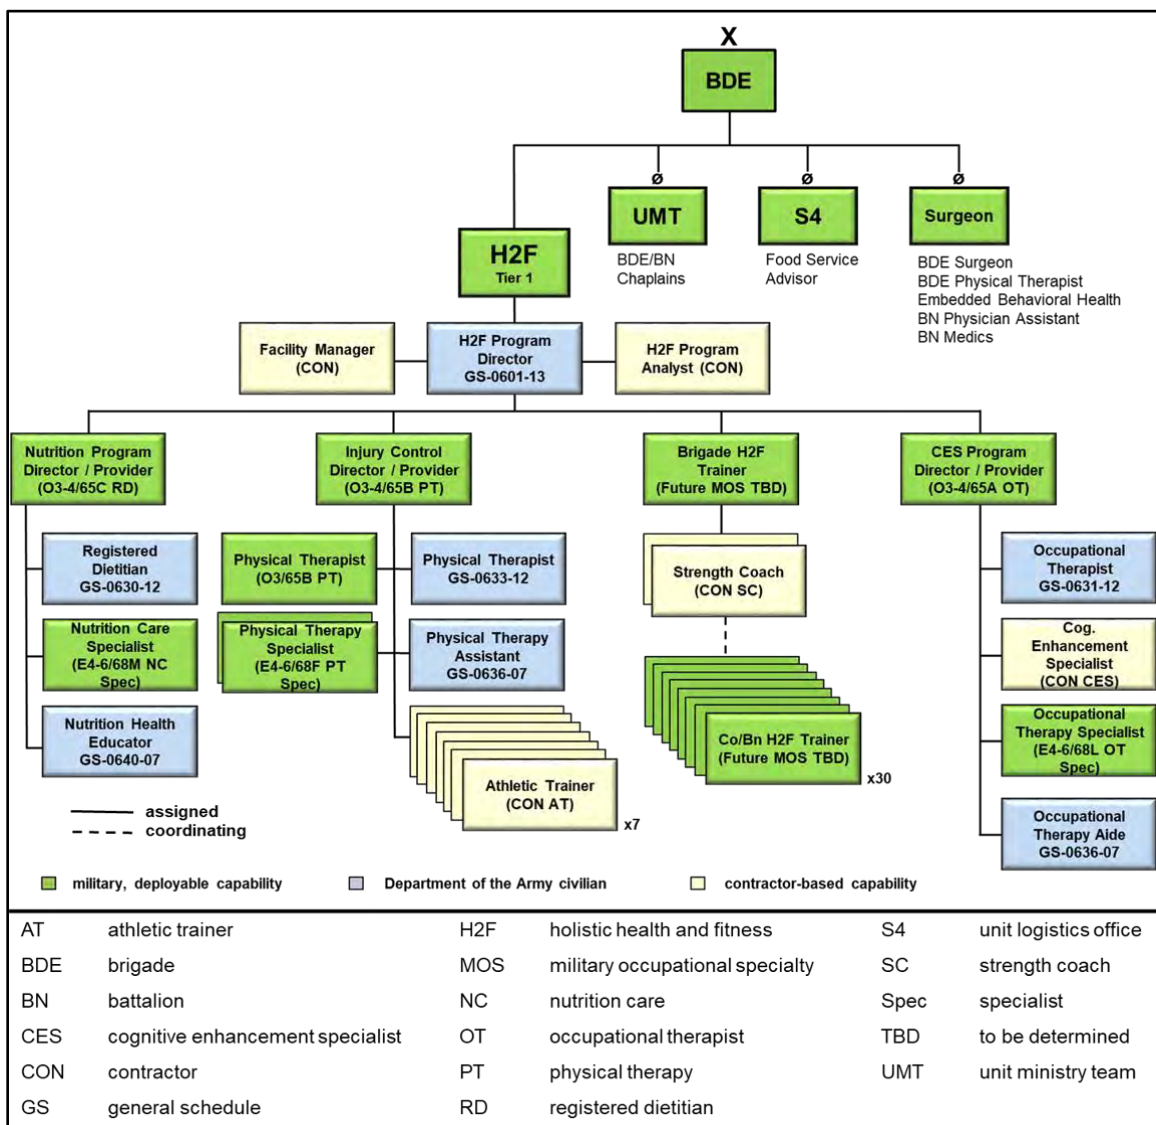 X
BDE
Ø
Ø
Ø
UMT
S4
Surgeon
BDE/BN
Chaplains
Food Service
Advisor
BDE Surgeon
BDE Physical Therapist
Embedded Behavioral Health
BN Physician Assistant
BN Medics
H2F
Tier 1
Facility Manager
(CON)
H2F Program
Director
GS-0601-13
H2F Program
Analyst (CON)
Nutrition Program
Director / Provider
(O3-4/65C RD)
Injury Control
Director / Provider
(O3-4/65B PT)
Brigade H2F
Trainer
(Future MOS TBD)
CES Program
Director / Provider
(O3-4/65A OT)
Registered
Dietitian
GS-0630-12
Nutrition Care
Specialist
(E4-6/68M NC
Spec)
Nutrition Health
Educator
GS-0640-07
Physical Therapist
(O3/65B PT)
Physical Therapist
GS-0633-12
Physical Therapy
Specialist
(E4-6/68F PT
Spec)
Physical Therapy
Assistant
GS-0636-07
Athletic Trainer
(CON AT)
x7
Strength Coach
(CON SC)
Co/Bn H2F Trainer
(Future MOS TBD)
x30
Occupational
Therapist
GS-0631-12
Cog.
Enhancement
Specialist
(CON CES)
Occupational
Therapy Specialist
(E4-6/68L OT
Spec)
Occupational
Therapy Aide
GS-0636-07
assigned
coordinating
military, deployable capability
Department of the Army civilian
contractor-based capability
AT athletic trainer
BDE brigade
BN battalion
CES cognitive enhancement specialist
CON contractor
GS general schedule
H2F holistic health and fitness
MOS military occupational specialty
NC nutrition care
OT occupational therapist
PT physical therapy
RD registered dietitian
S4 unit logistics office
SC strength coach
Spec specialist
TBD to be determined
UMT unit ministry team